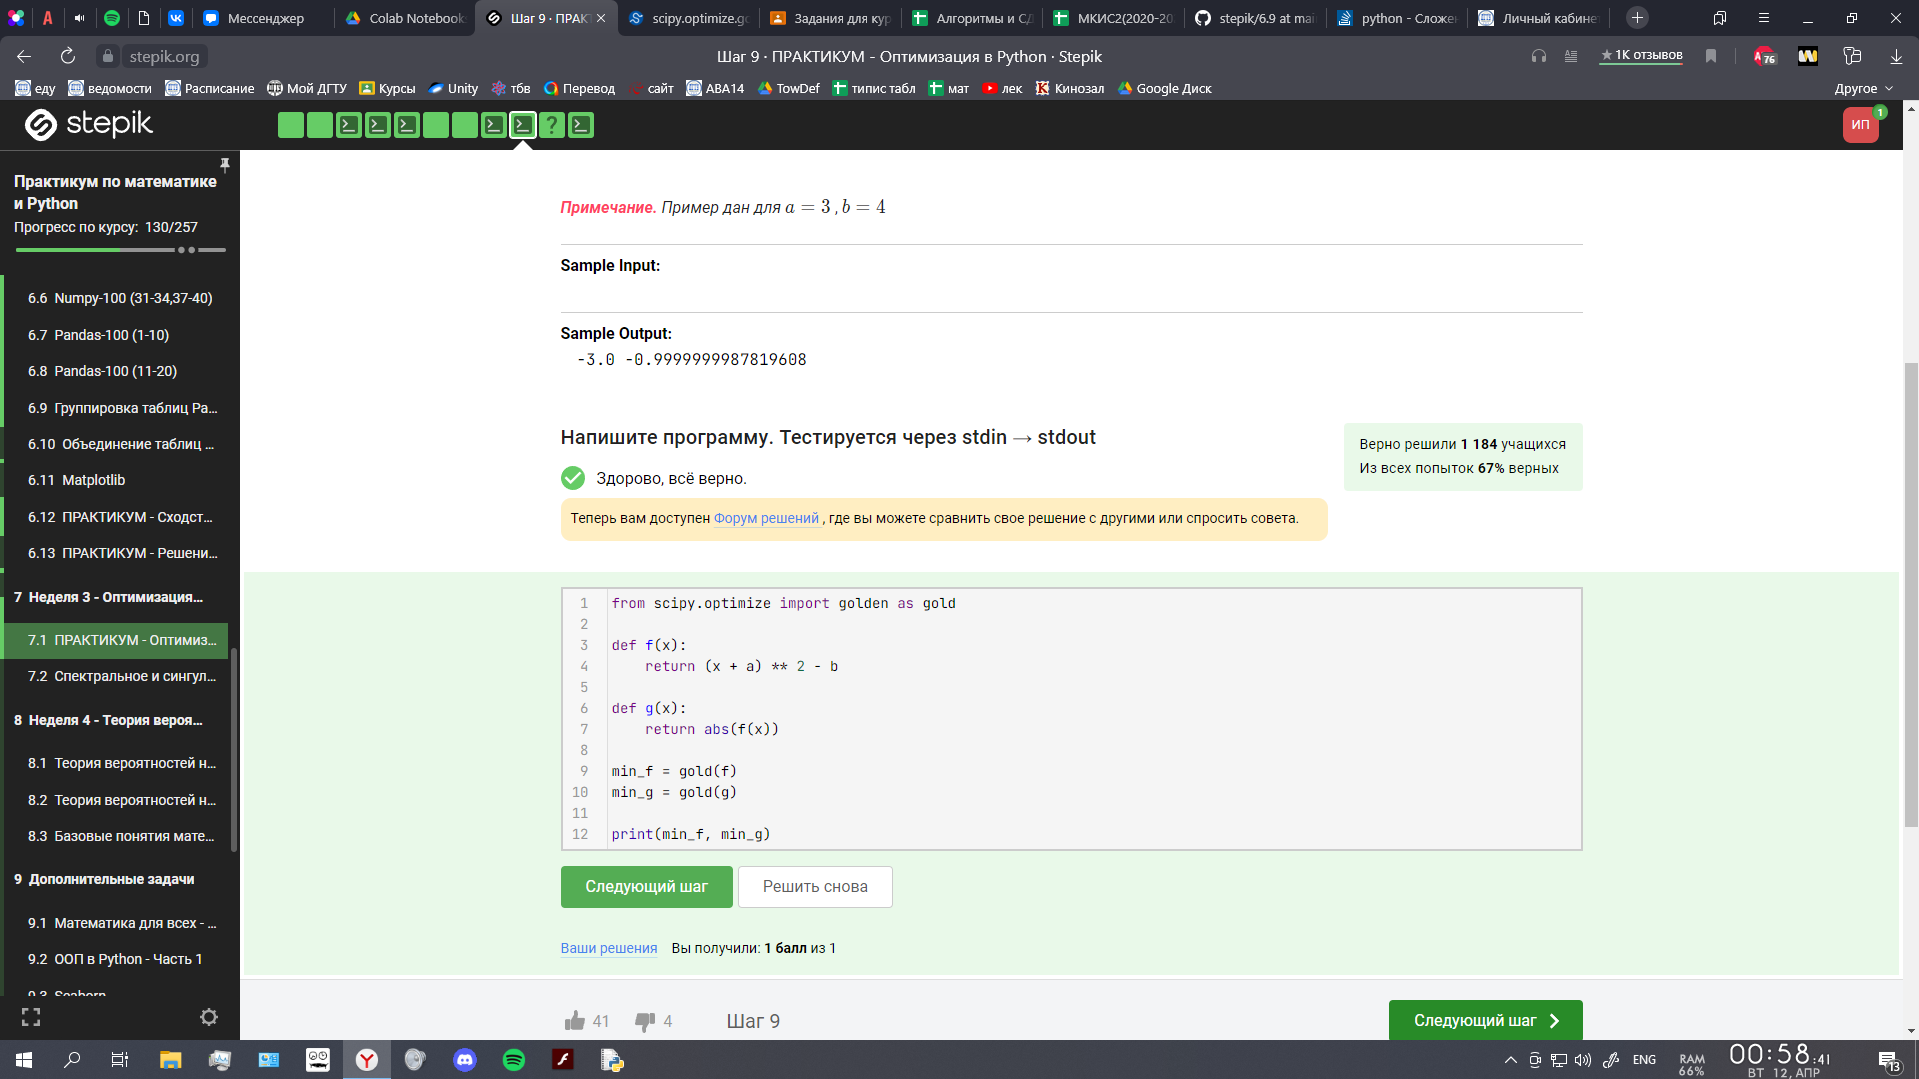 Мессенджер
Colab Notebook
Шаг 9 · ПРАК
scipy.optimize.go
Задания для кур
Алгоритмы и СД
МКИС2(2020-20
stepik/6.9 at mai
python - Сложе
Личный кабине
stepik.org
Шаг 9 · ПРАКТИКУМ - Оптимизация в Python · Stepik
★1K отзывов
76
еду
ведомости
Расписание
Мой ДГТУ
Курсы
Unity
тбв
Перевод
сайт
АВА14
TowDef
типис табл
мат
лек
Кинозал
Google Диск
Другое
stepik
ИП
1
Практикум по математике
и Python
Прогресс по курсу: 130/257
6.6 Numpy-100 (31-34,37-40)
6.7 Pandas-100 (1-10)
6.8 Pandas-100 (11-20)
6.9 Группировка таблиц Pa...
6.10 Объединение таблиц ...
6.11 Matplotlib
6.12 ПРАКТИКУМ - Сходст...
6.13 ПРАКТИКУМ - Решени...
7 Неделя 3 - Оптимизация...
7.1 ПРАКТИКУМ - Оптимиз...
7.2 Спектральное и сингул...
8 Неделя 4 - Теория вероя...
8.1 Теория вероятностей н...
8.2 Теория вероятностей н...
8.3 Базовые понятия мате...
9 Дополнительные задачи
9.1 Математика для всех - ...
9.2 ООП в Python - Часть 1
9.3 Seaborn
Примечание. Пример дан для a = 3 , b = 4
Sample Input:
Sample Output:
-3.0 -0.9999999987819608
Напишите программу. Тестируется через stdin → stdout
Верно решили 1 184 учащихся
Из всех попыток 67% верных
Здорово, всё верно.
Теперь вам доступен Форум решений , где вы можете сравнить свое решение с другими или спросить совета.
1 from scipy.optimize import golden as gold
2
3 def f(x):
4     return (x + a) ** 2 - b
5
6 def g(x):
7     return abs(f(x))
8
9 min_f = gold(f)
10 min_g = gold(g)
11
12 print(min_f, min_g)
Следующий шаг
Решить снова
Ваши решения Вы получили: 1 балл из 1
41
4
Шаг 9
Следующий шаг
ENG
RAM
66%
00:58:41
ВТ 12, АПР
13